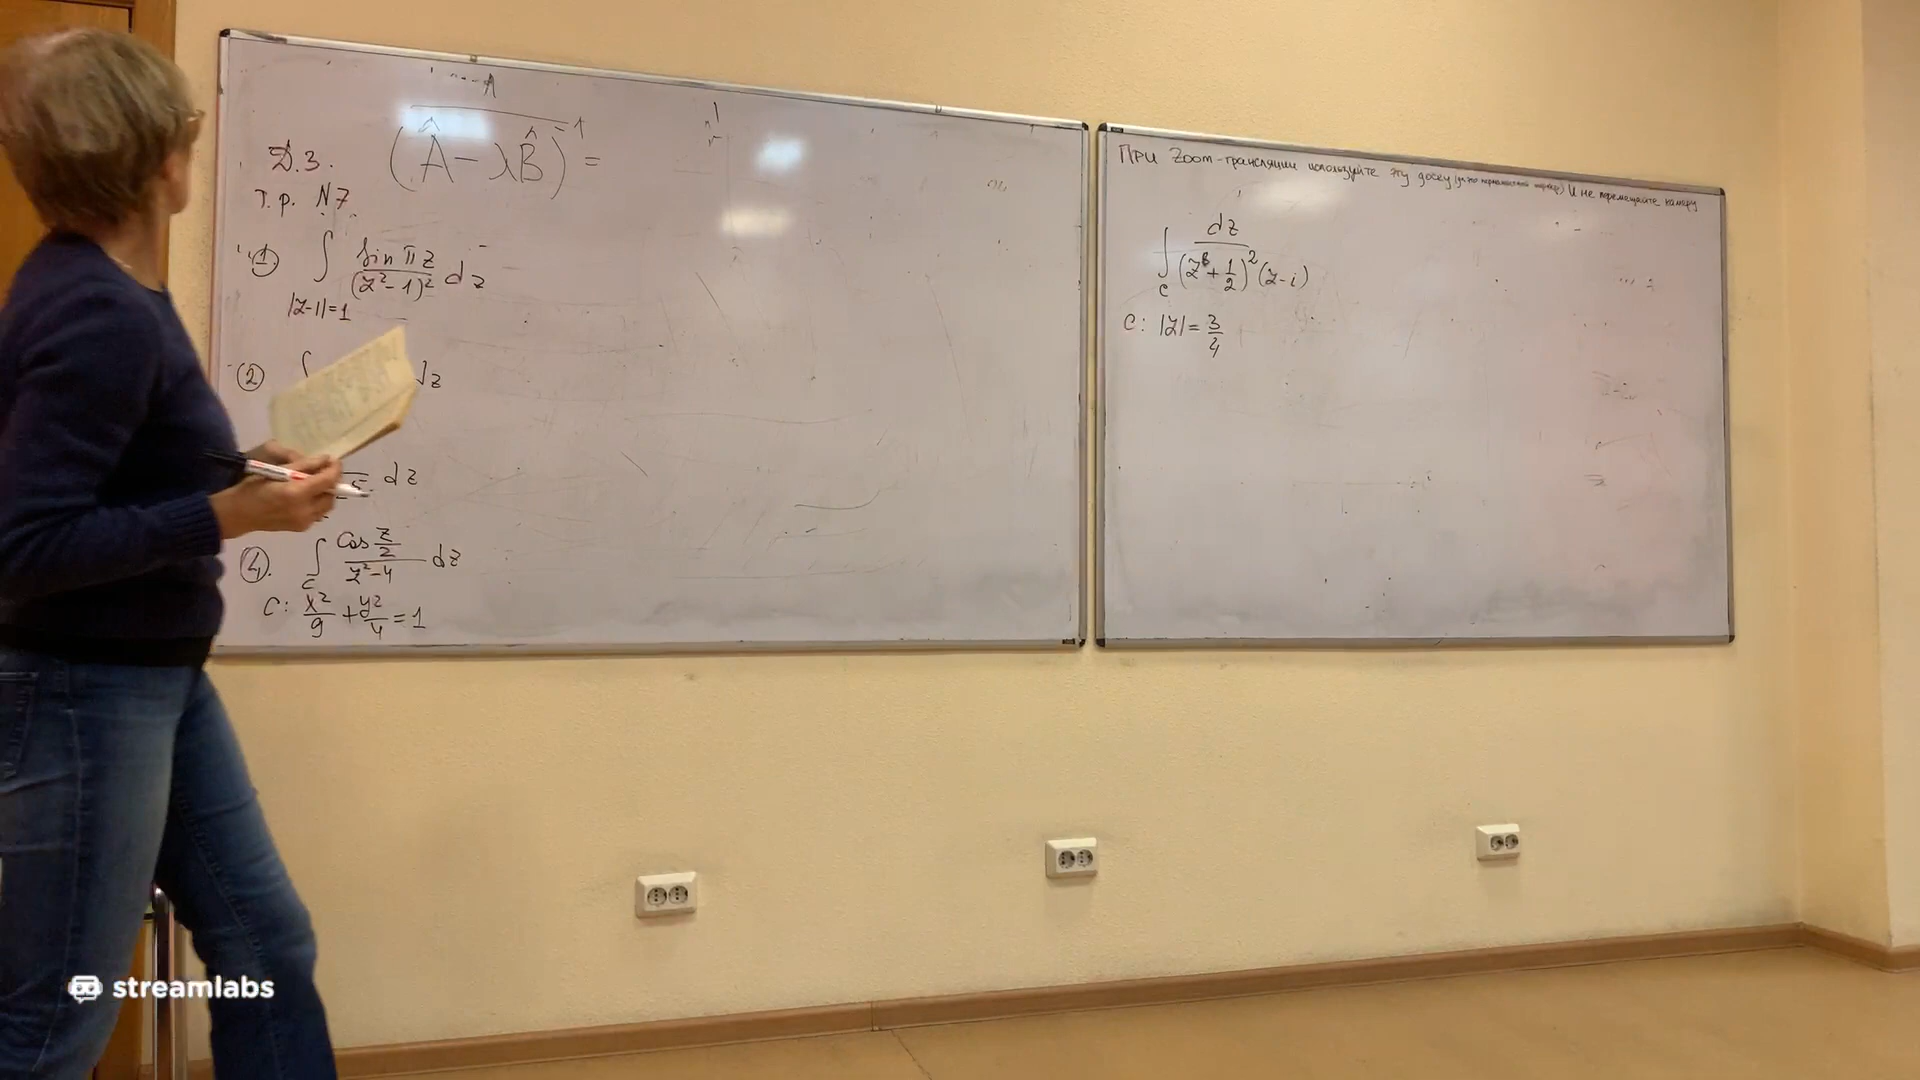 (Â - λB̂)⁻¹ =
Д.З.
Т.р. N7
① ∫ sin πz / (z² - 1)² dz
|z-1|=1
② ∫ dz
dz
④. ∫ cos z/2 / z²-4 dz
C
C: x²/9 + y²/4 = 1
При Zoom-трансляции используйте эту доску И не перемещайте камеру
∫ dz / (z + 1/2)² (z-i)
C
C: |z| = 3/4
streamlabs